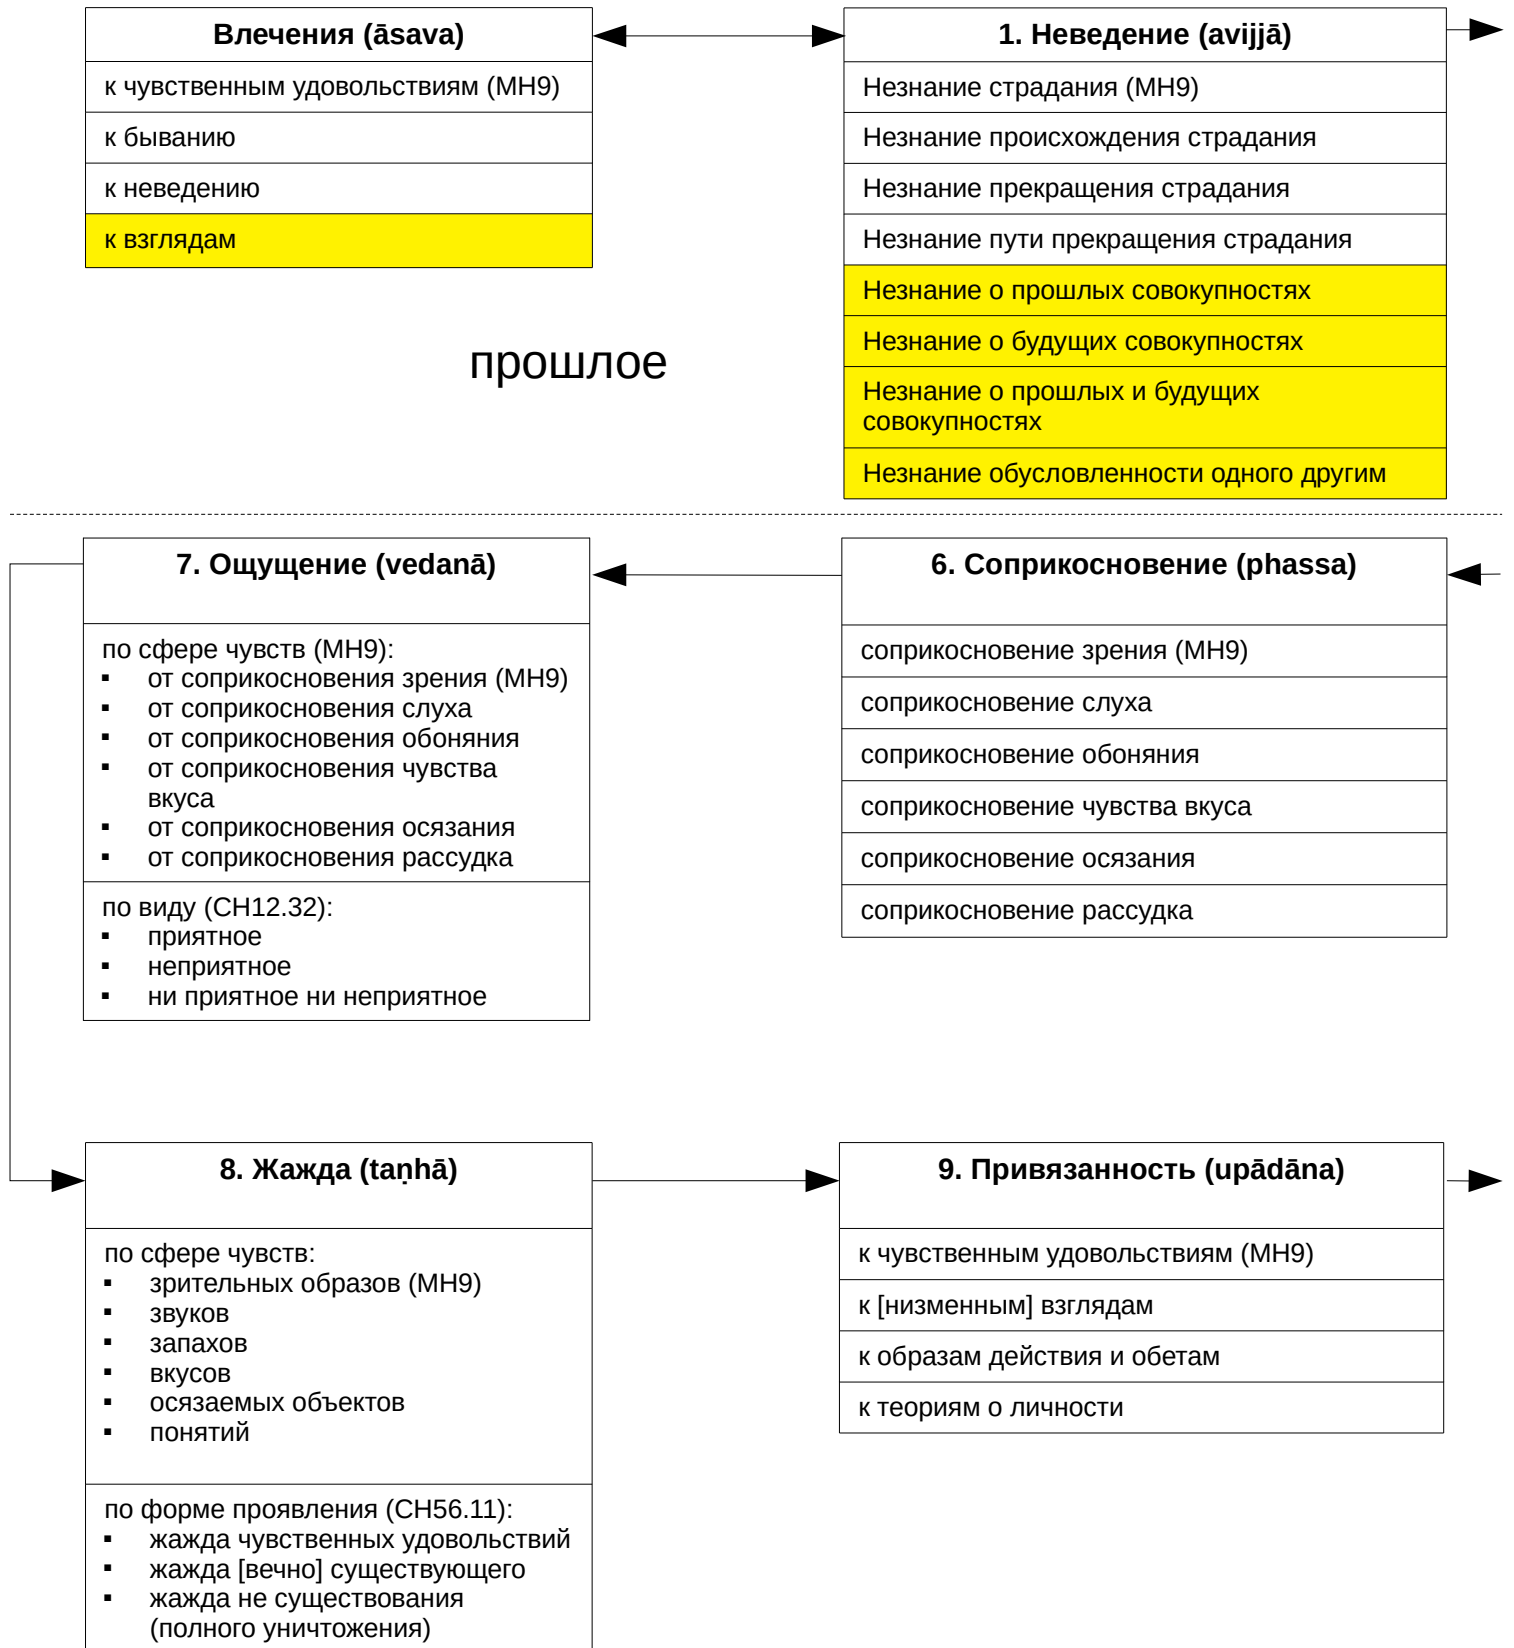 Влечения (āsava)
к чувственным удовольствиям (МН9)
к быванию
к неведению
к взглядам
1. Неведение (avijjā)
Незнание страдания (МН9)
Незнание происхождения страдания
Незнание прекращения страдания
Незнание пути прекращения страдания
Незнание о прошлых совокупностях
Незнание о будущих совокупностях
Незнание о прошлых и будущих
совокупностях
Незнание обусловленности одного другим
прошлое
7. Ощущение (vedanā)
по сфере чувств (МН9):
▪ от соприкосновения зрения (МН9)
▪ от соприкосновения слуха
▪ от соприкосновения обоняния
▪ от соприкосновения чувства
вкуса
▪ от соприкосновения осязания
▪ от соприкосновения рассудка
по виду (СН12.32):
▪ приятное
▪ неприятное
▪ ни приятное ни неприятное
6. Соприкосновение (phassa)
соприкосновение зрения (МН9)
соприкосновение слуха
соприкосновение обоняния
соприкосновение чувства вкуса
соприкосновение осязания
соприкосновение рассудка
8. Жажда (taṇhā)
по сфере чувств:
▪ зрительных образов (МН9)
▪ звуков
▪ запахов
▪ вкусов
▪ осязаемых объектов
▪ понятий
по форме проявления (СН56.11):
▪ жажда чувственных удовольствий
▪ жажда [вечно] существующего
▪ жажда не существования
(полного уничтожения)
9. Привязанность (upādāna)
к чувственным удовольствиям (МН9)
к [низменным] взглядам
к образам действия и обетам
к теориям о личности